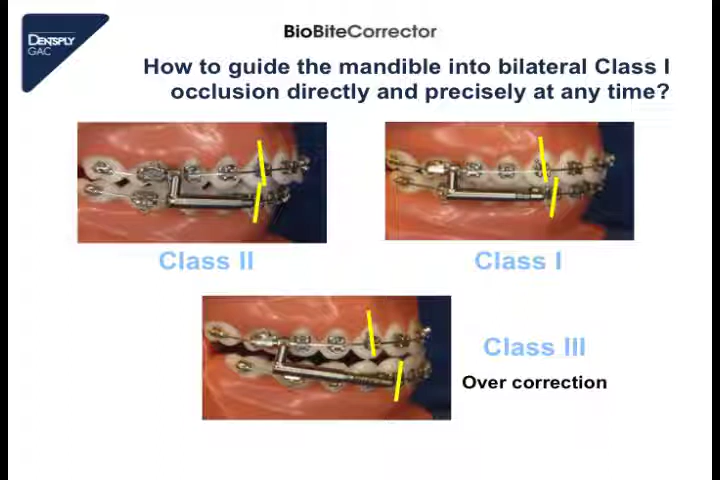 DENTSPLY
GAC
BioBiteCorrector
How to guide the mandible into bilateral Class I
occlusion directly and precisely at any time?
Class II
Class I
Class III
Over correction